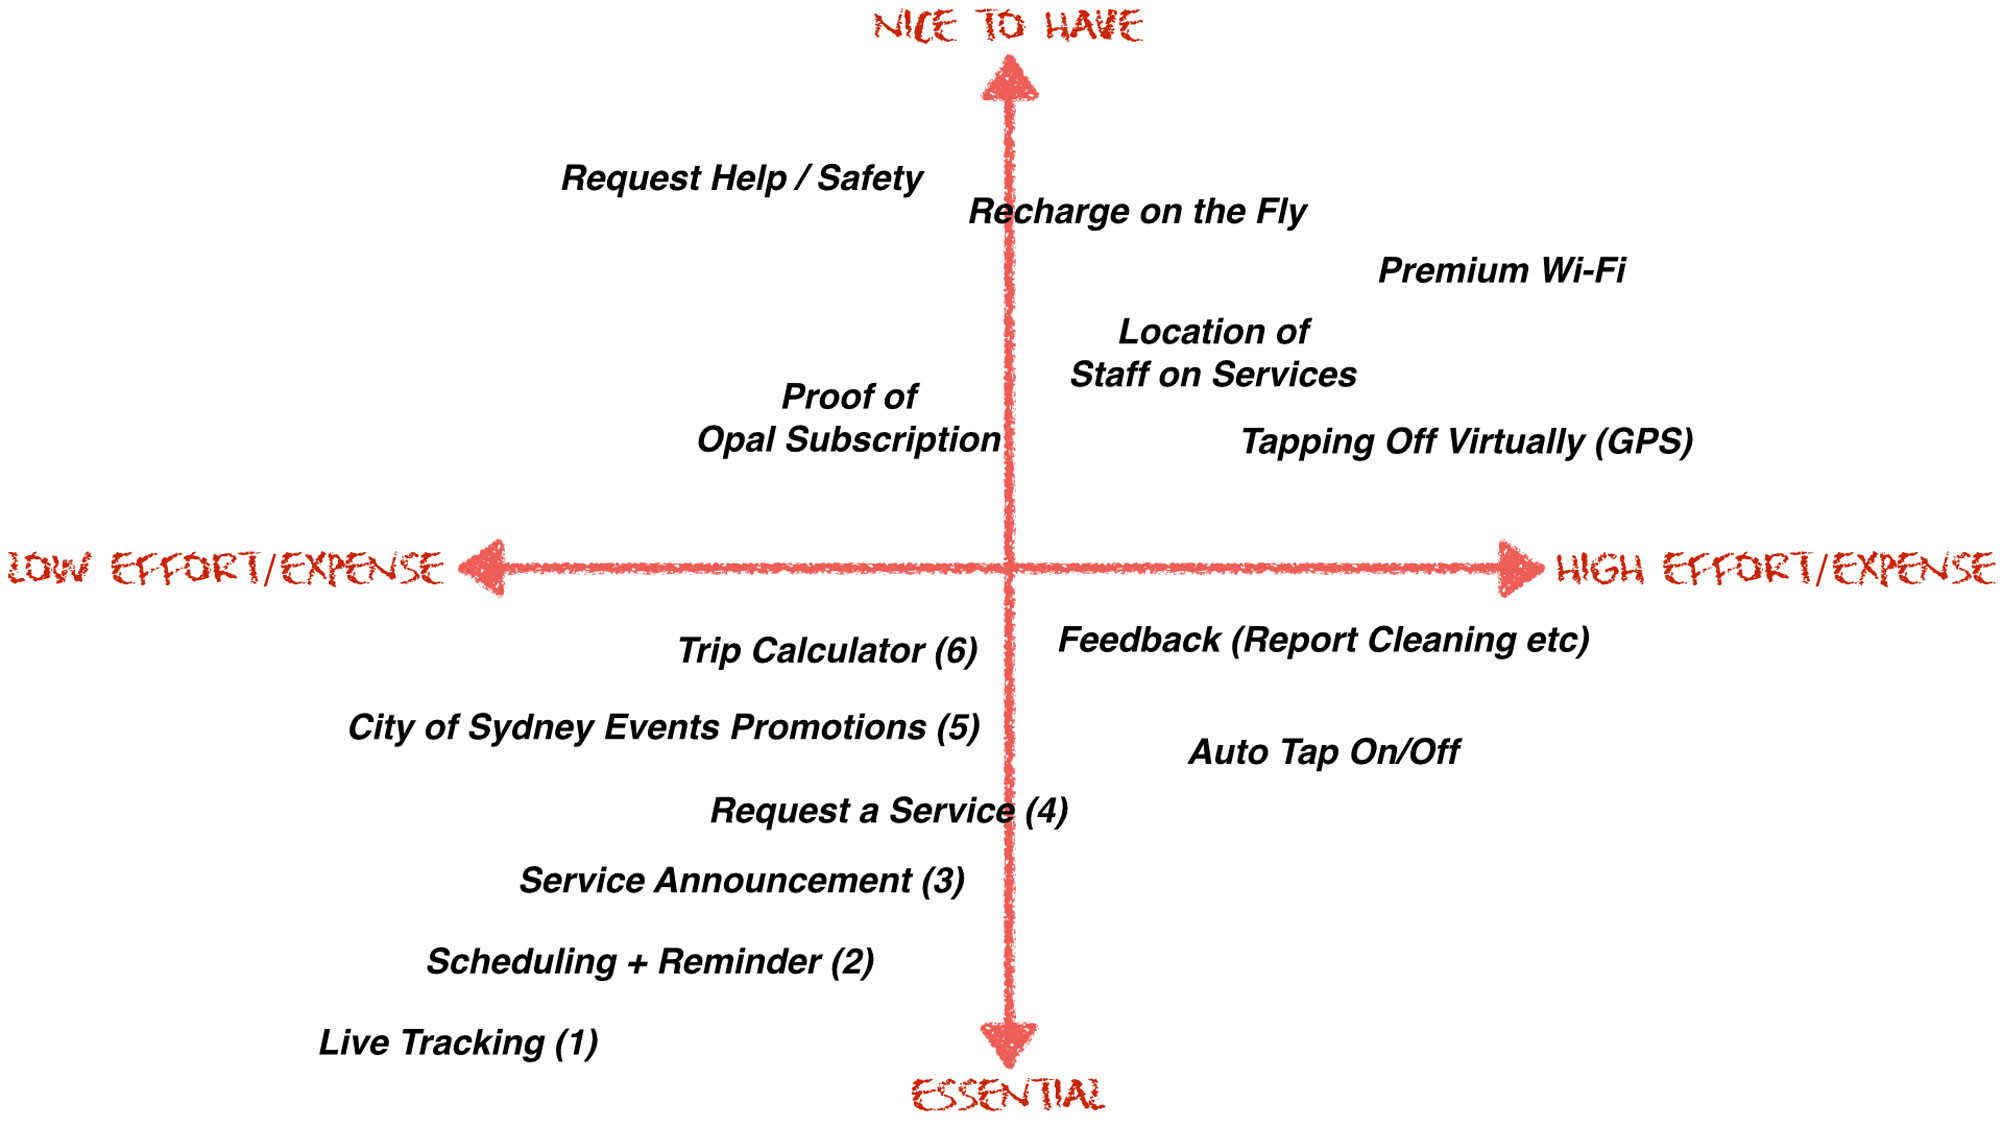 NICE TO HAVE
Request Help / Safety
Recharge on the Fly
Premium Wi-Fi
Location of
Staff on Services
Proof of
Opal Subscription
Tapping Off Virtually (GPS)
LOW EFFORT/EXPENSE
HIGH EFFORT/EXPENSE
Trip Calculator (6)
Feedback (Report Cleaning etc)
City of Sydney Events Promotions (5)
Auto Tap On/Off
Request a Service (4)
Service Announcement (3)
Scheduling + Reminder (2)
Live Tracking (1)
ESSENTIAL